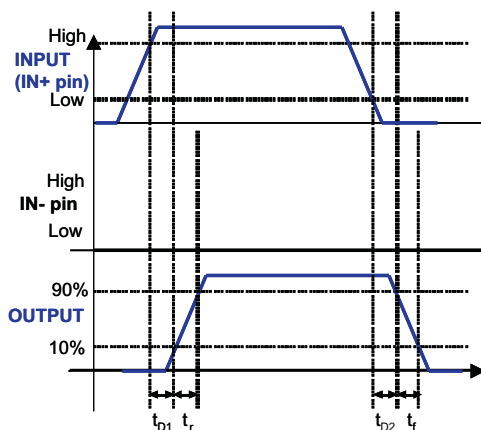 High
INPUT
(IN+ pin)
Low
High
IN- pin
Low
90%
OUTPUT
10%
tD1 tr tD2 tf